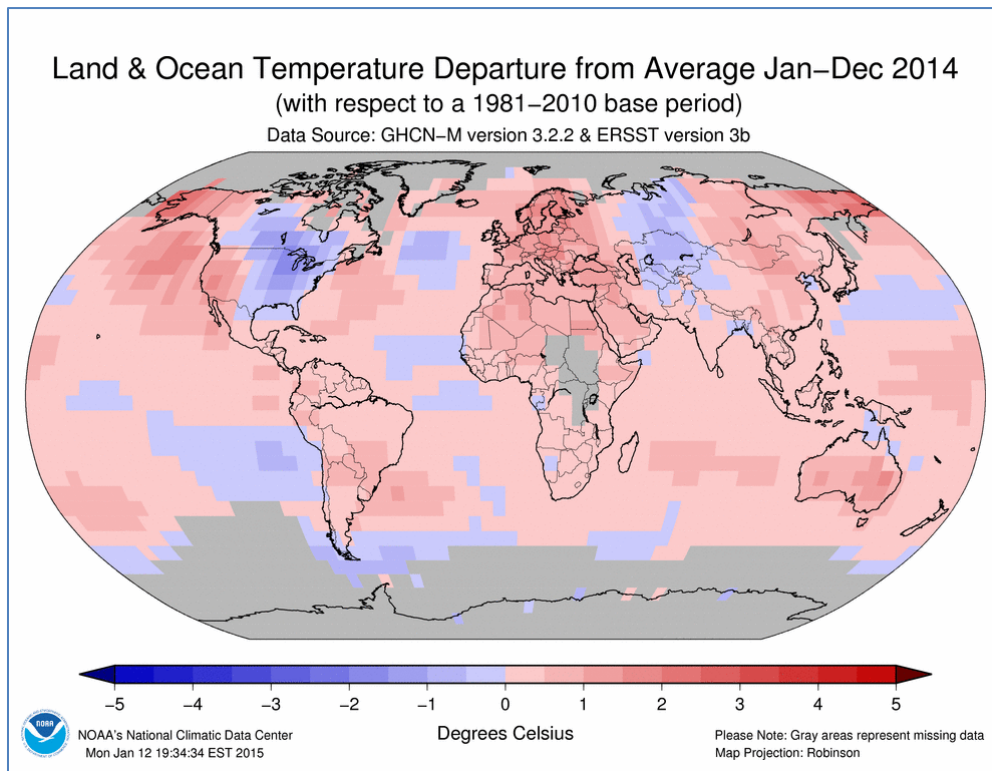 Land & Ocean Temperature Departure from Average Jan–Dec 2014
(with respect to a 1981–2010 base period)
Data Source: GHCN–M version 3.2.2 & ERSST version 3b
−5 −4 −3 −2 −1 0 1 2 3 4 5
Degrees Celsius
NOAA
NOAA's National Climatic Data Center
Mon Jan 12 19:34:34 EST 2015
Please Note: Gray areas represent missing data
Map Projection: Robinson